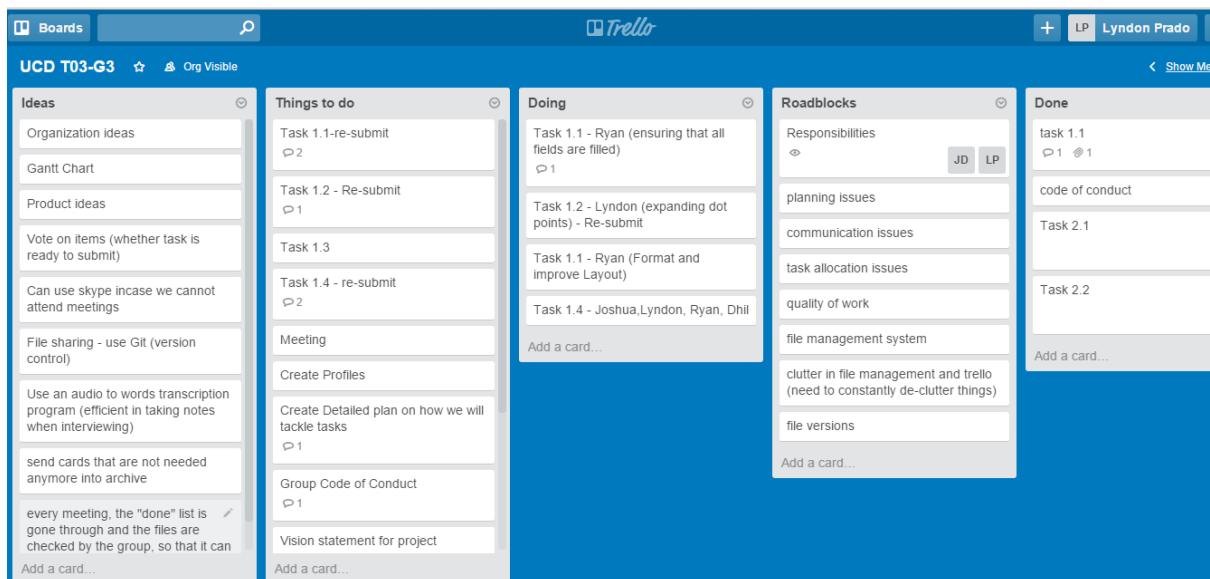 Boards
Trello
+
LP
Lyndon Prado
UCD T03-G3
Org Visible
Show Me
Ideas
Organization ideas
Gantt Chart
Product ideas
Vote on items (whether task is
ready to submit)
Can use skype incase we cannot
attend meetings
File sharing - use Git (version
control)
Use an audio to words transcription
program (efficient in taking notes
when interviewing)
send cards that are not needed
anymore into archive
every meeting, the "done" list is
gone through and the files are
checked by the group, so that it can
Add a card...
Things to do
Task 1.1-re-submit
2
Task 1.2 - Re-submit
1
Task 1.3
Task 1.4 - re-submit
2
Meeting
Create Profiles
Create Detailed plan on how we will
tackle tasks
1
Group Code of Conduct
1
Vision statement for project
Add a card...
Doing
Task 1.1 - Ryan (ensuring that all
fields are filled)
1
Task 1.2 - Lyndon (expanding dot
points) - Re-submit
Task 1.1 - Ryan (Format and
improve Layout)
Task 1.4 - Joshua,Lyndon, Ryan, Dhil
Add a card...
Roadblocks
Responsibilities
JD LP
planning issues
communication issues
task allocation issues
quality of work
file management system
clutter in file management and trello
(need to constantly de-clutter things)
file versions
Add a card...
Done
task 1.1
1 1
code of conduct
Task 2.1
Task 2.2
Add a card...